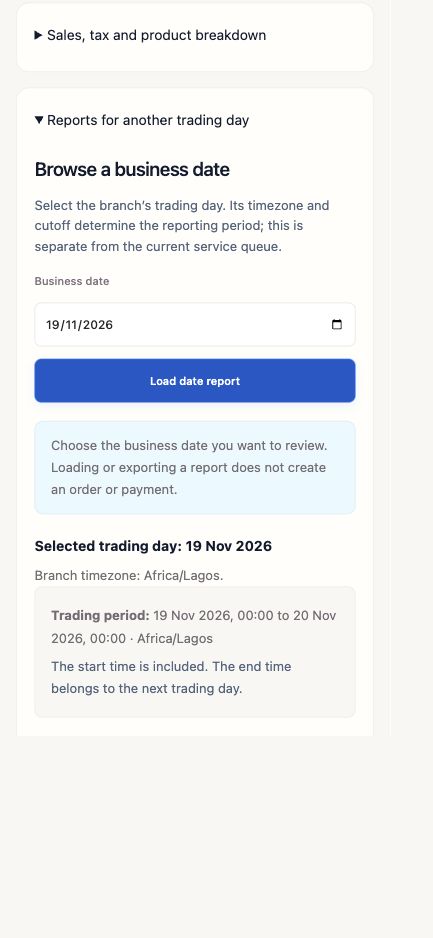 ▶ Sales, tax and product breakdown
▼ Reports for another trading day
Browse a business date
Select the branch’s trading day. Its timezone and
cutoff determine the reporting period; this is
separate from the current service queue.
Business date
19/11/2026
Load date report
Choose the business date you want to review.
Loading or exporting a report does not create
an order or payment.
Selected trading day: 19 Nov 2026
Branch timezone: Africa/Lagos.
Trading period: 19 Nov 2026, 00:00 to 20 Nov
2026, 00:00 · Africa/Lagos
The start time is included. The end time
belongs to the next trading day.